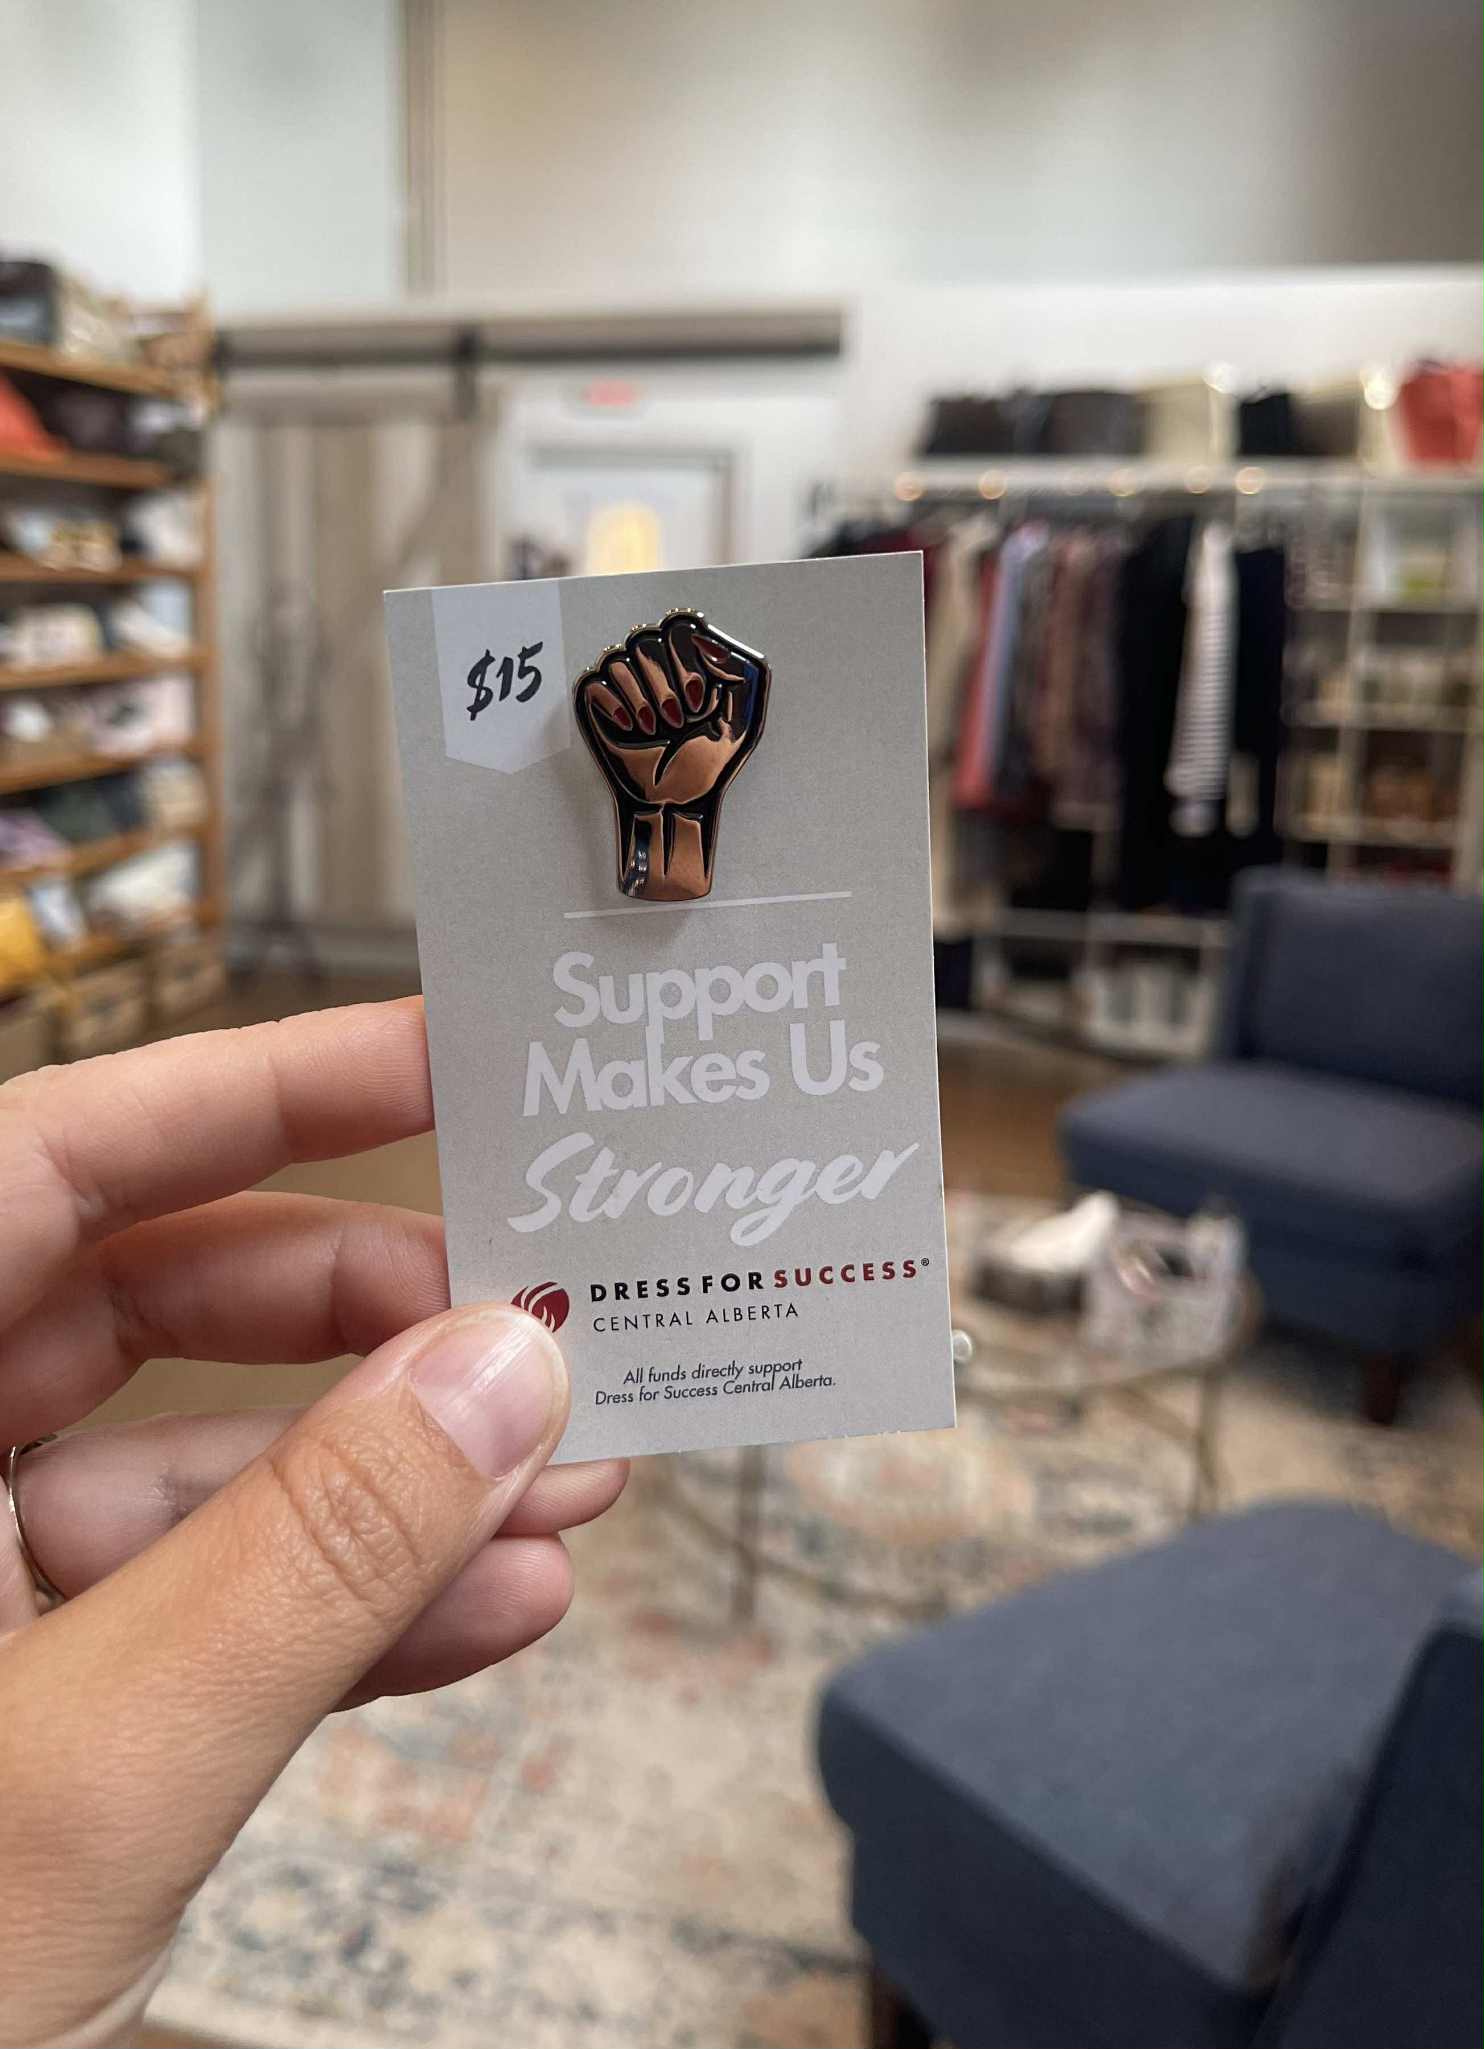 $15
Support
Makes Us
Stronger
DRESS FOR SUCCESS®
CENTRAL ALBERTA
All funds directly support
Dress for Success Central Alberta.